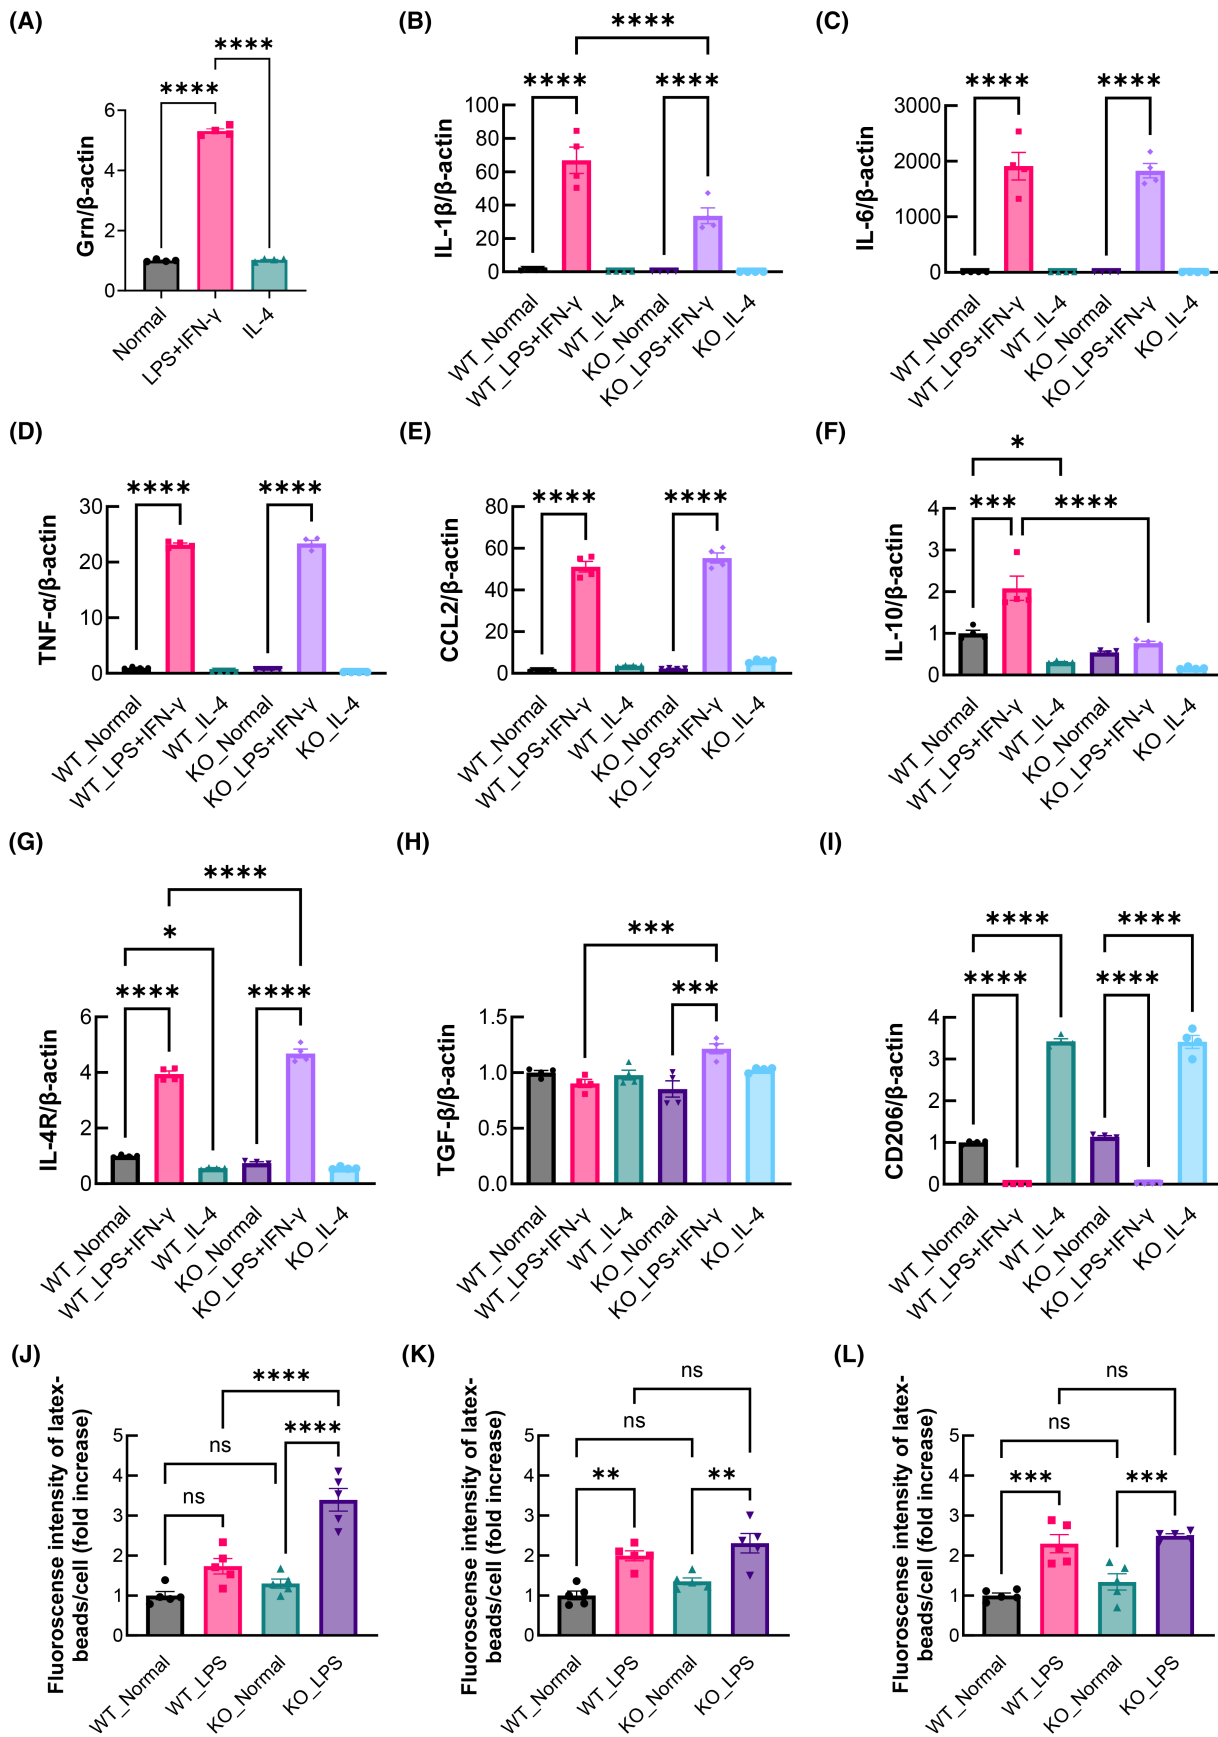 (A)
****
****
Grn/β-actin
6
4
2
0
Normal
LPS+IFN-γ
IL-4
(B)
****
****
****
IL-1β/β-actin
100
80
60
40
20
0
WT_Normal
WT_LPS+IFN-γ
WT_IL-4
KO_Normal
KO_LPS+IFN-γ
KO_IL-4
(C)
****
****
IL-6/β-actin
3000
2000
1000
0
WT_Normal
WT_LPS+IFN-γ
WT_IL-4
KO_Normal
KO_LPS+IFN-γ
KO_IL-4
(D)
****
****
TNF-α/β-actin
30
20
10
0
WT_Normal
WT_LPS+IFN-γ
WT_IL-4
KO_Normal
KO_LPS+IFN-γ
KO_IL-4
(E)
****
****
CCL2/β-actin
80
60
40
20
0
WT_Normal
WT_LPS+IFN-γ
WT_IL-4
KO_Normal
KO_LPS+IFN-γ
KO_IL-4
(F)
*
***
****
IL-10/β-actin
4
3
2
1
0
WT_Normal
WT_LPS+IFN-γ
WT_IL-4
KO_Normal
KO_LPS+IFN-γ
KO_IL-4
(G)
****
*
****
****
IL-4R/β-actin
6
4
2
0
WT_Normal
WT_LPS+IFN-γ
WT_IL-4
KO_Normal
KO_LPS+IFN-γ
KO_IL-4
(H)
***
***
TGF-β/β-actin
1.5
1.0
0.5
0.0
WT_Normal
WT_LPS+IFN-γ
WT_IL-4
KO_Normal
KO_LPS+IFN-γ
KO_IL-4
(I)
****
****
****
****
CD206/β-actin
4
3
2
1
0
WT_Normal
WT_LPS+IFN-γ
WT_IL-4
KO_Normal
KO_LPS+IFN-γ
KO_IL-4
(J)
****
****
ns
ns
Fluoroscense intensity of latex-
beads/cell (fold increase)
5
4
3
2
1
0
WT_Normal
WT_LPS
KO_Normal
KO_LPS
(K)
ns
ns
**
**
Fluoroscense intensity of latex-
beads/cell (fold increase)
5
4
3
2
1
0
WT_Normal
WT_LPS
KO_Normal
KO_LPS
(L)
ns
ns
***
***
Fluoroscense intensity of latex-
beads/cell (fold increase)
5
4
3
2
1
0
WT_Normal
WT_LPS
KO_Normal
KO_LPS